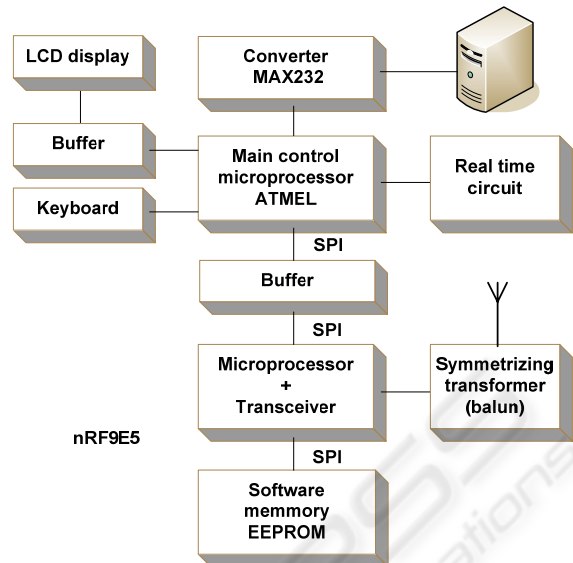 LCD display
Converter
MAX232
Buffer
Main control
microprocessor
ATMEL
Real time
circuit
Keyboard
SPI
Buffer
SPI
Microprocessor
+
Transceiver
Symmetrizing
transformer
(balun)
nRF9E5
SPI
Software
memmory
EEPROM